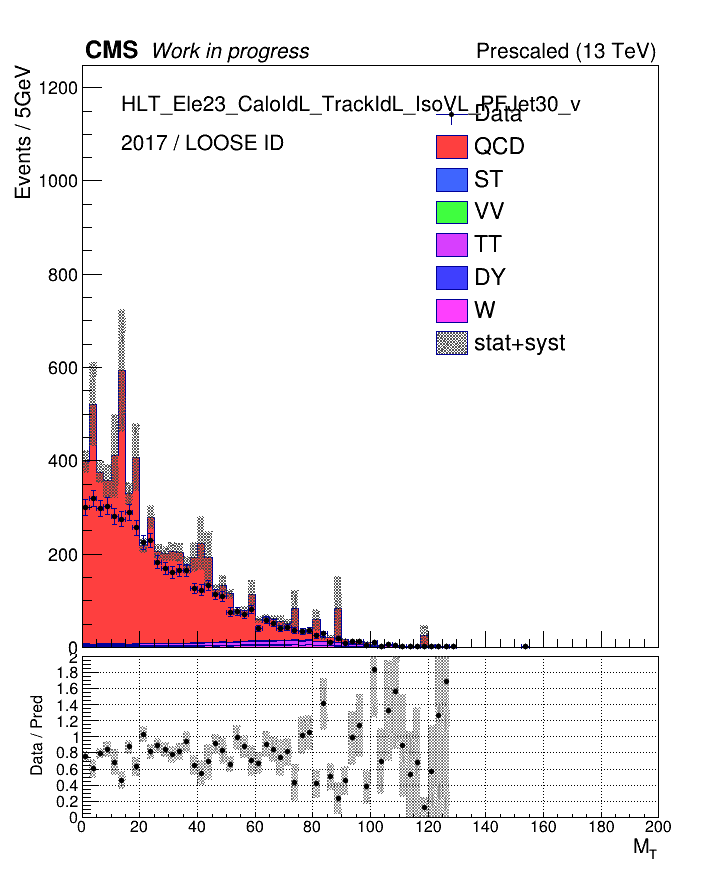 CMS Work in progress Prescaled (13 TeV)
Events / 5GeV
HLT_Ele23_CaloIdL_TrackIdL_IsoVL_PFJet30_v
2017 / LOOSE ID
Data
QCD
ST
VV
TT
DY
W
stat+syst
1200
1000
800
600
400
200
0
Data / Pred
2
1.8
1.6
1.4
1.2
1
0.8
0.6
0.4
0.2
0
0 20 40 60 80 100 120 140 160 180 200
M_T